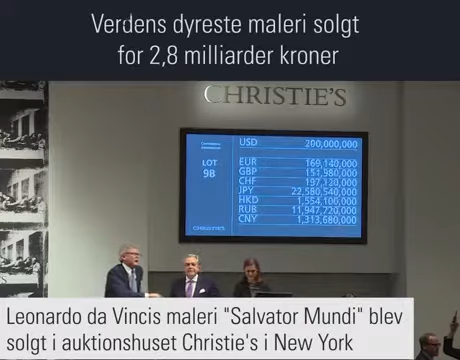 Verdens dyreste maleri solgt
for 2,8 milliarder kroner
CHRISTIE'S
LOT
9B
USD 200,000,000
EUR 169,140,000
GBP 151,980,000
CHF 197,120,000
JPY 22,580,540,000
HKD 1,554,100,000
RUB 11,947,720,000
CNY 1,313,680,000
CHRISTIE'S
Leonardo da Vincis maleri "Salvator Mundi" blev
solgt i auktionshuset Christie's i New York